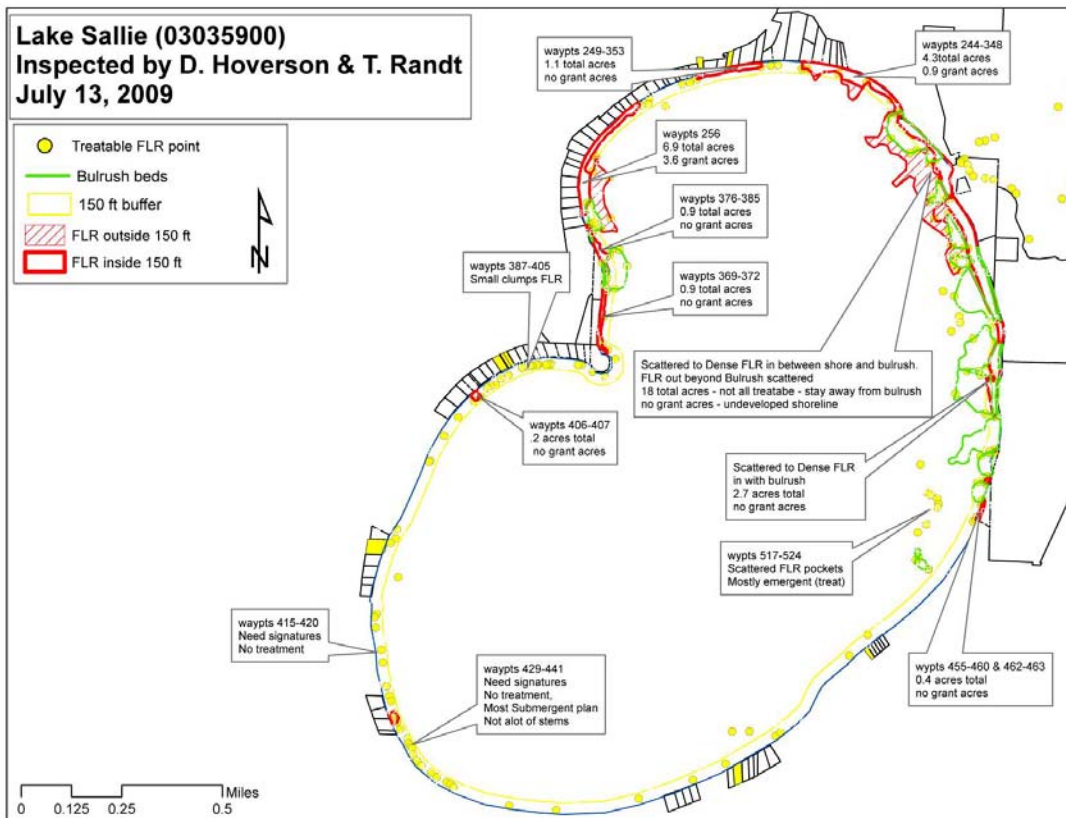 Lake Sallie (03035900)
Inspected by D. Hoverson & T. Randt
July 13, 2009
Treatable FLR point
Bulrush beds
150 ft buffer
FLR outside 150 ft
FLR inside 150 ft
N
waypts 249-353
1.1 total acres
no grant acres
waypts 244-348
4.3total acres
0.9 grant acres
waypts 256
6.9 total acres
3.6 grant acres
waypts 376-385
0.9 total acres
no grant acres
waypts 387-405
Small clumps FLR
waypts 369-372
0.9 total acres
no grant acres
Scattered to Dense FLR in between shore and bulrush.
FLR out beyond Bulrush scattered
18 total acres - not all treatabe - stay away from bulrush
no grant acres - undeveloped shoreline
waypts 406-407
.2 acres total
no grant acres
Scattered to Dense FLR
in with bulrush
2.7 acres total
no grant acres
wypts 517-524
Scattered FLR pockets
Mostly emergent (treat)
waypts 415-420
Need signatures
No treatment
waypts 429-441
Need signatures
No treatment,
Most Submergent plan
Not alot of stems
wypts 455-460 & 462-463
0.4 acres total
no grant acres
Miles
0 0.125 0.25 0.5